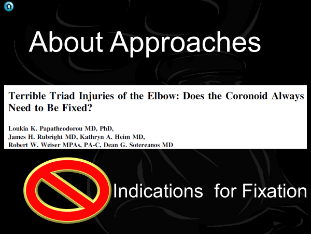 About Approaches
Terrible Triad Injuries of the Elbow: Does the Coronoid Always
Need to Be Fixed?
Loukia K. Papatheodorou MD, PhD,
James H. Rubright MD, Kathryn A. Heim MD,
Robert W. Weiser MPAs, PA-C, Dean G. Sotereanos MD
Indications for Fixation